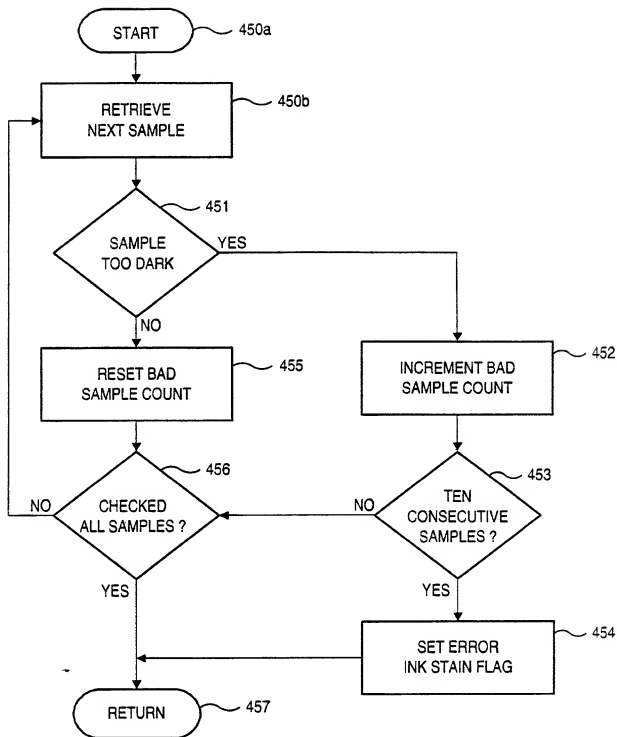 START
450a
RETRIEVE
NEXT SAMPLE
450b
451
SAMPLE
TOO DARK
YES
NO
RESET BAD
SAMPLE COUNT
455
INCREMENT BAD
SAMPLE COUNT
452
456
CHECKED
ALL SAMPLES ?
NO
YES
453
TEN
CONSECUTIVE
SAMPLES ?
NO
YES
SET ERROR
INK STAIN FLAG
454
RETURN
457